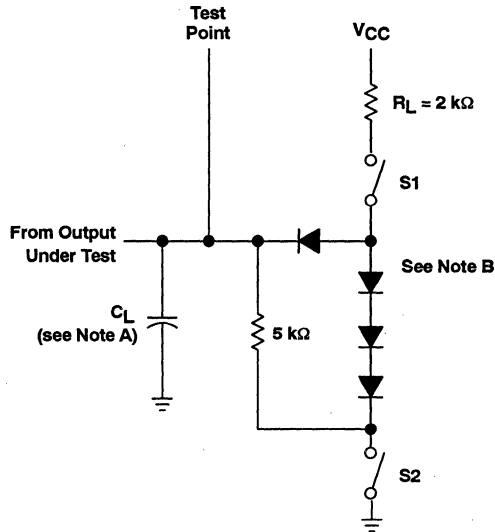 Test
Point
VCC
RL = 2 kΩ
S1
From Output
Under Test
See Note B
CL
(see Note A)
5 kΩ
S2